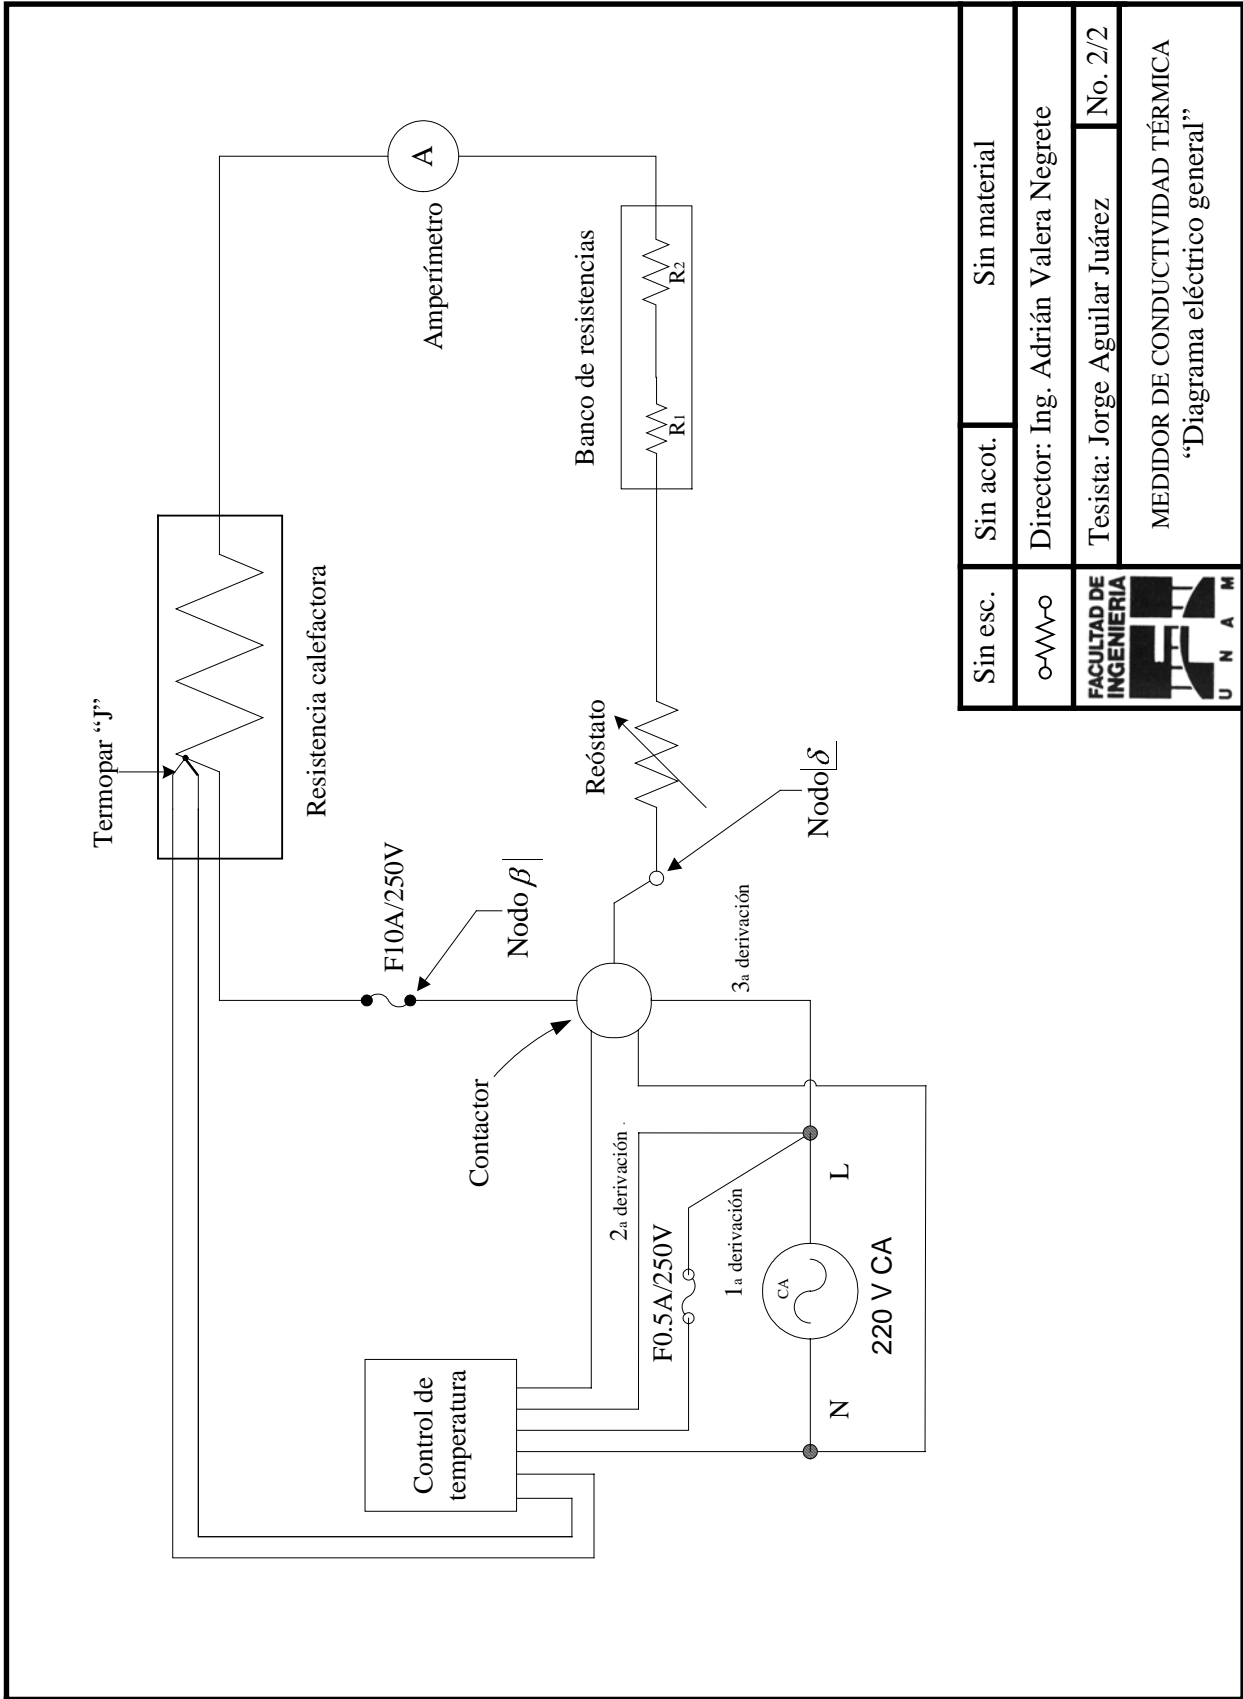 Termopar “J”
Resistencia calefactora
F10A/250V
Nodo β
Contactor
A
Amperímetro
Banco de resistencias
R1
R2
Reóstato
Nodo δ
Control de
temperatura
2a derivación .
F0.5A/250V
1a derivación
3a derivación
CA
N
L
220 V CA
Sin esc.
Sin acot.
Sin material
Director: Ing. Adrián Valera Negrete
FACULTAD DE
INGENIERIA
U N A M
Tesista: Jorge Aguilar Juárez
No. 2/2
MEDIDOR DE CONDUCTIVIDAD TÉRMICA
“Diagrama eléctrico general”